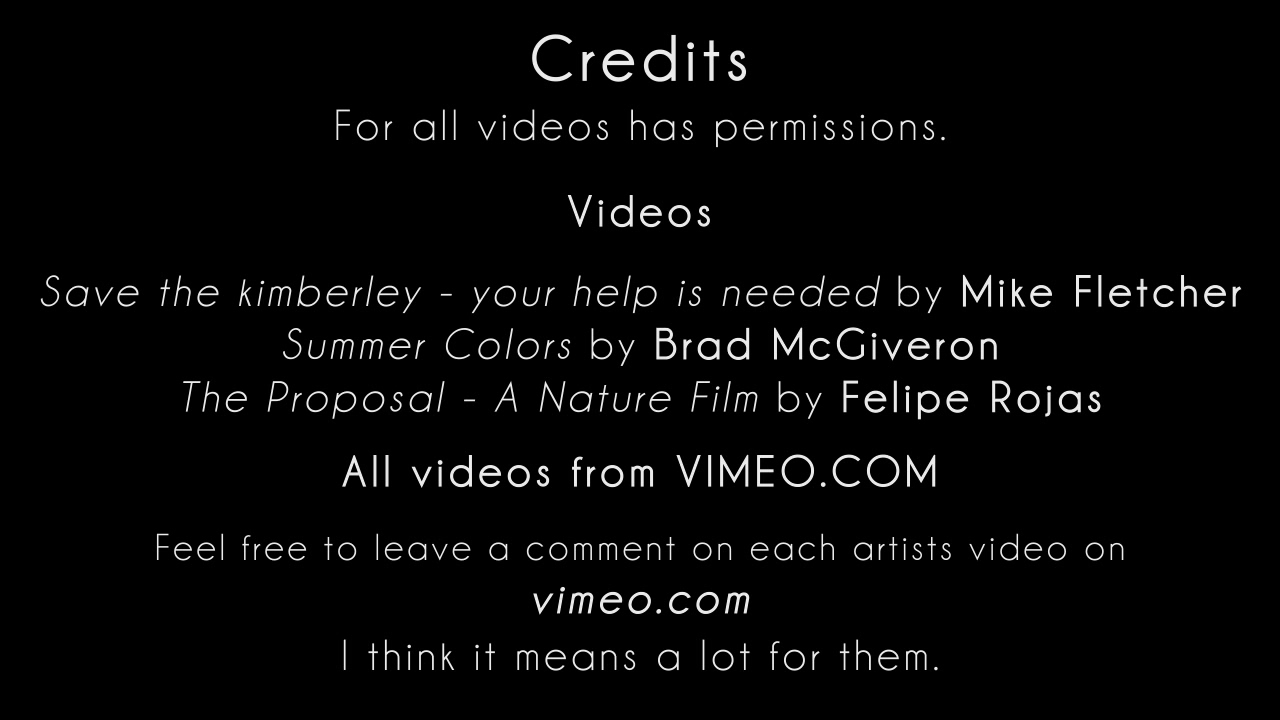 Credits
For all videos has permissions.
Videos
Save the kimberley - your help is needed by Mike Fletcher
Summer Colors by Brad McGiveron
The Proposal - A Nature Film by Felipe Rojas
All videos from VIMEO.COM
Feel free to leave a comment on each artists video on
vimeo.com
I think it means a lot for them.